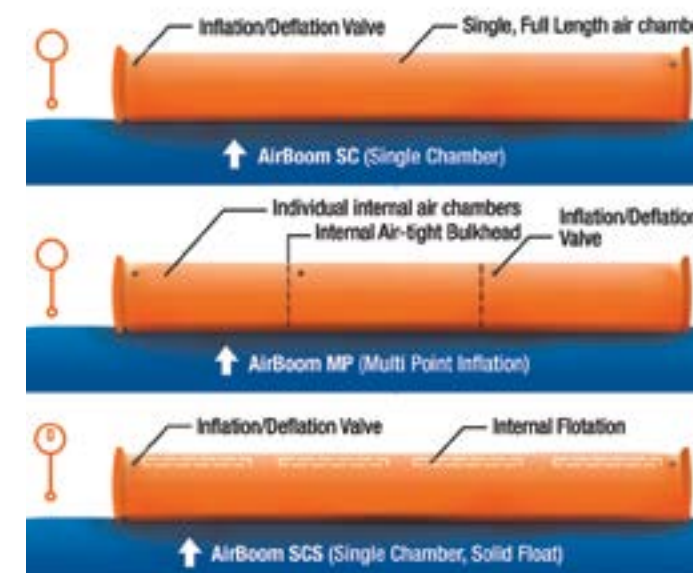 Inflation/Deflation Valve
Single, Full Length air chambe
AirBoom SC (Single Chamber)
Individual internal air chambers
Internal Air-tight Bulkhead
Inflation/Deflation
Valve
AirBoom MP (Multi Point Inflation)
Inflation/Deflation Valve
Internal Flotation
AirBoom SCS (Single Chamber, Solid Float)